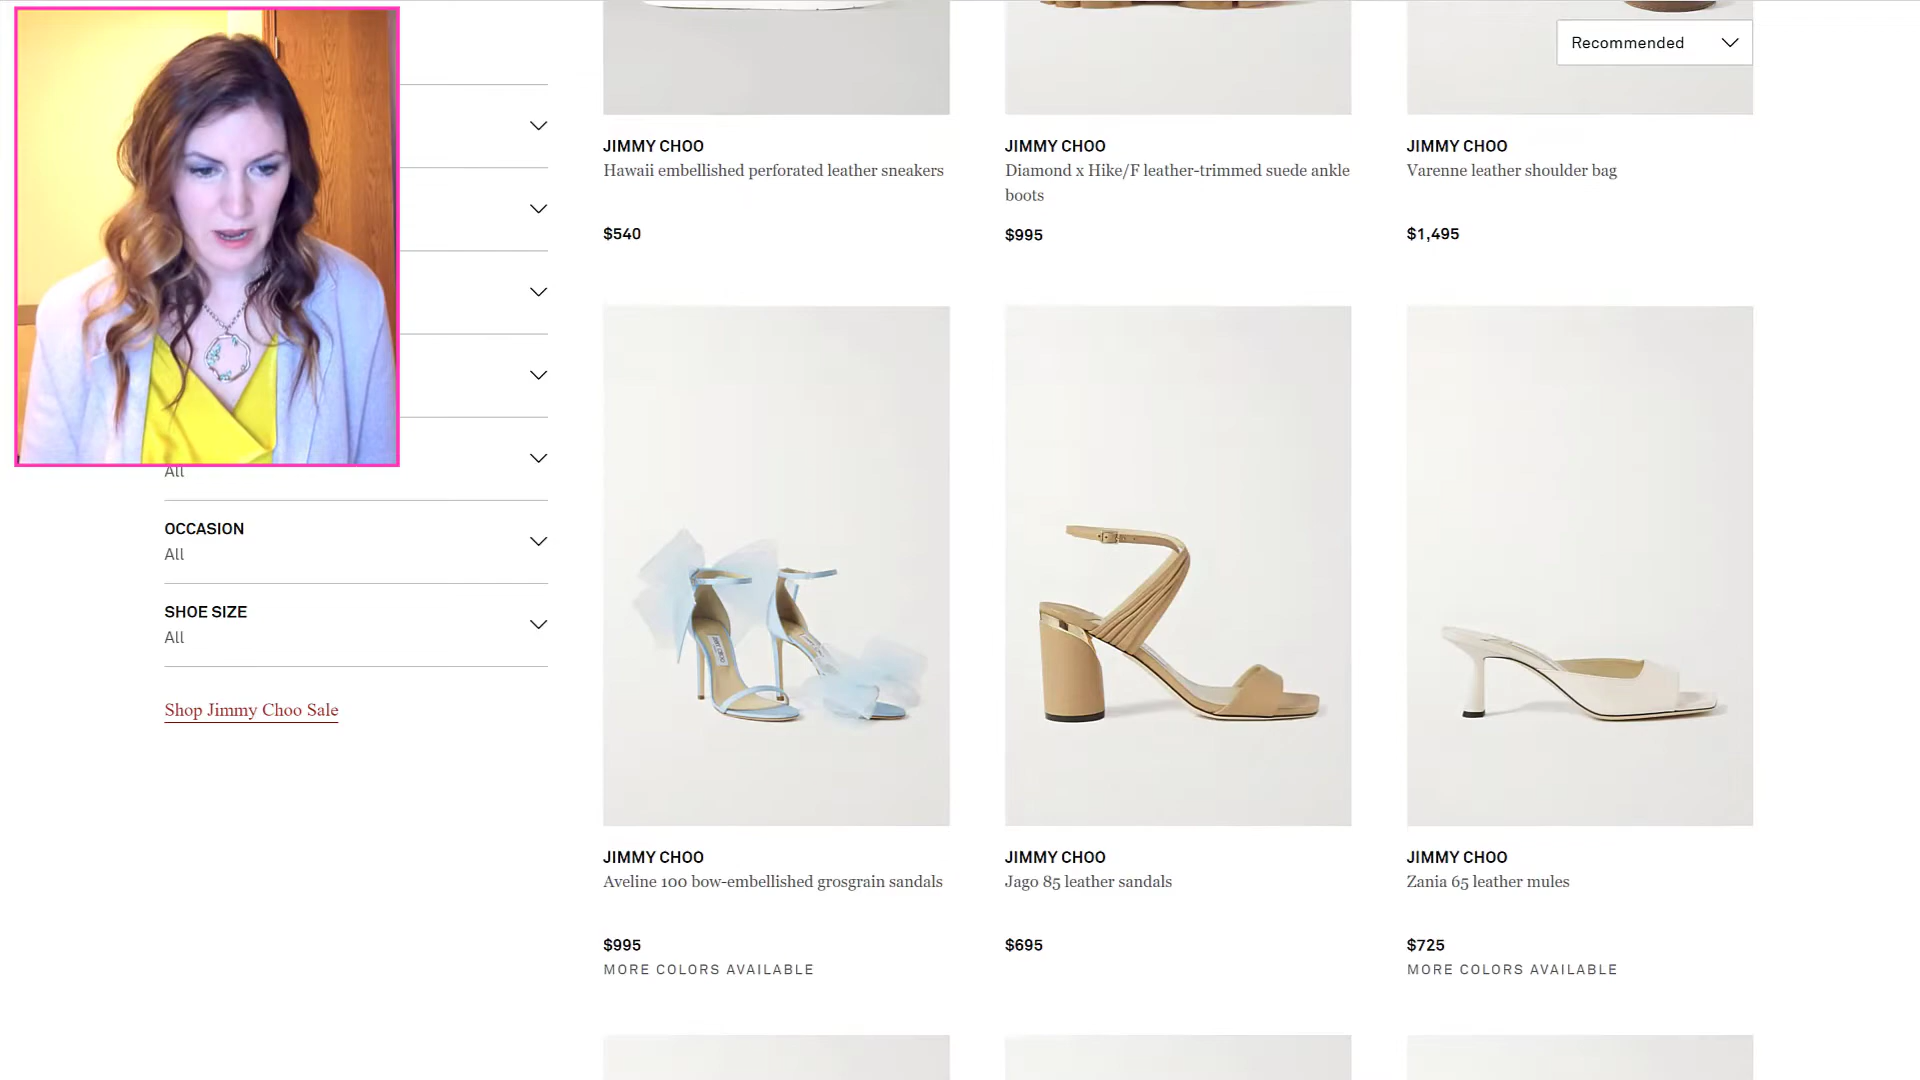 Recommended
JIMMY CHOO
Hawaii embellished perforated leather sneakers
$540
JIMMY CHOO
Diamond x Hike/F leather-trimmed suede ankle
boots
$995
JIMMY CHOO
Varenne leather shoulder bag
$1,495
All
OCCASION
All
SHOE SIZE
All
Shop Jimmy Choo Sale
JIMMY CHOO
Aveline 100 bow-embellished grosgrain sandals
$995
MORE COLORS AVAILABLE
JIMMY CHOO
Jago 85 leather sandals
$695
JIMMY CHOO
Zania 65 leather mules
$725
MORE COLORS AVAILABLE